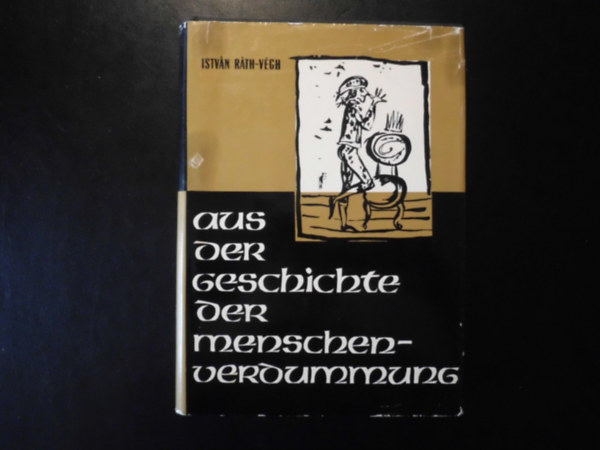 ISTVÁN RÁTH-VÉGH
aus
der
Geschichte
der
menschen-
verdummung